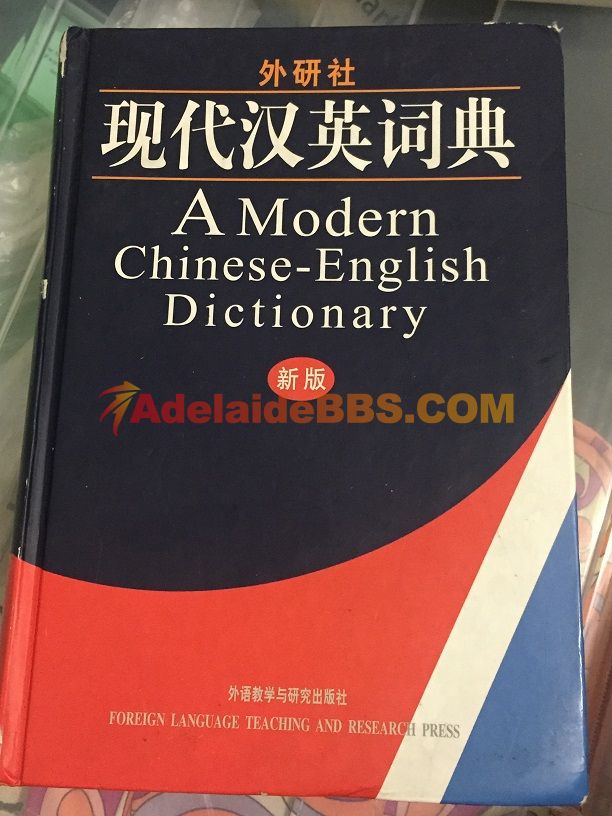 外研社
现代汉英词典
A Modern
Chinese-English
Dictionary
新版
AdelaideBBS.COM
外语教学与研究出版社
FOREIGN LANGUAGE TEACHING AND RESEARCH PRESS